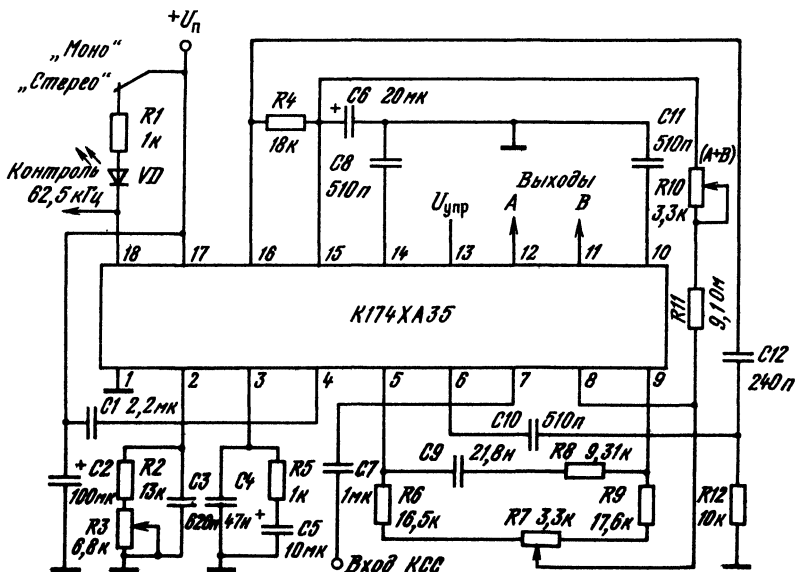 +Uп
„Моно“
„Стерео“
R1
1к
Контроль
62,5 кГц
VD
R4
18к
C6 20мк
+
C8
510п
C11
510п
(A+B)
R10
3,3к
Выходы
A
B
Uупр
18
17
16
15
14
13
12
11
10
К174ХА35
R11
9,1 Ом
C12
240п
1
2
3
4
5
6
7
8
9
C1 2,2мк
C10
510п
+ C2
100мк
R2
13к
C3
620п
C4
47н
R5
1к
R3
6,8к
+
C5
10мк
C7
1мк
C9
21,8н
R8
9,31к
R6
16,5к
R7 3,3к
R9
17,6к
R12
10к
Вход КСС